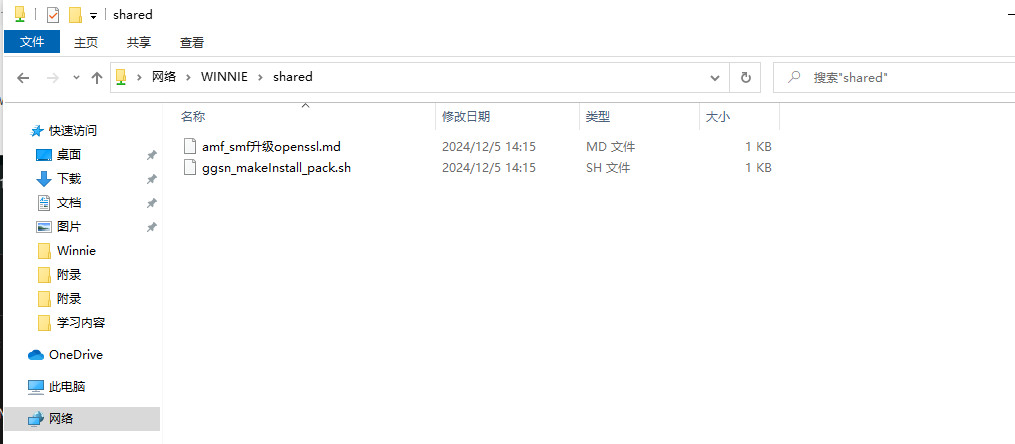 shared
文件 主页 共享 查看
网络 WINNIE shared 搜索"shared"
名称 修改日期 类型 大小
快速访问
amf_smf升级openssl.md 2024/12/5 14:15 MD 文件 1 KB
桌面
ggsn_makeInstall_pack.sh 2024/12/5 14:15 SH 文件 1 KB
下载
文档
图片
Winnie
附录
附录
学习内容
OneDrive
此电脑
网络